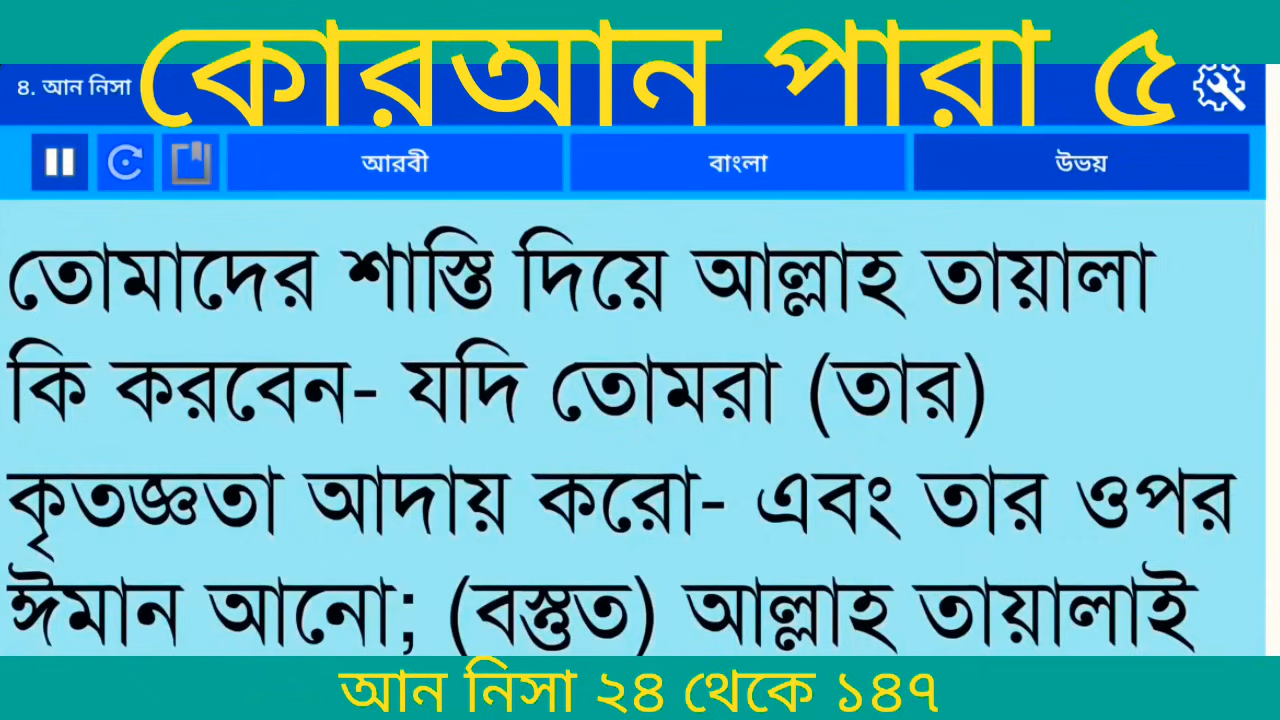 কোরআন পারা ৫
৪. আন নিসা
আরবী বাংলা উভয়
তোমাদের শাস্তি দিয়ে আল্লাহ তায়ালা
কি করবেন- যদি তোমরা (তার)
কৃতজ্ঞতা আদায় করো- এবং তার ওপর
ঈমান আনো; (বস্তুত) আল্লাহ তায়ালাই
আন নিসা ২৪ থেকে ১৪৭